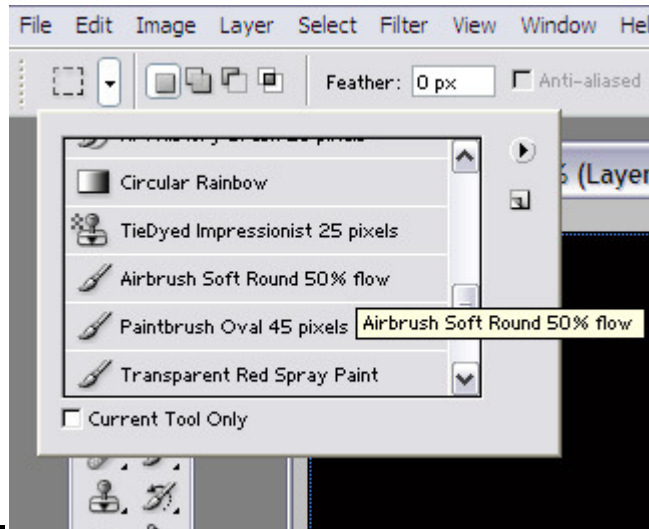 File Edit Image Layer Select Filter View Window Hel
Feather: 0 px Anti-aliased
Circular Rainbow
% (Layer
TieDyed Impressionist 25 pixels
Airbrush Soft Round 50% flow
Paintbrush Oval 45 pixels
Airbrush Soft Round 50% flow
Transparent Red Spray Paint
Current Tool Only